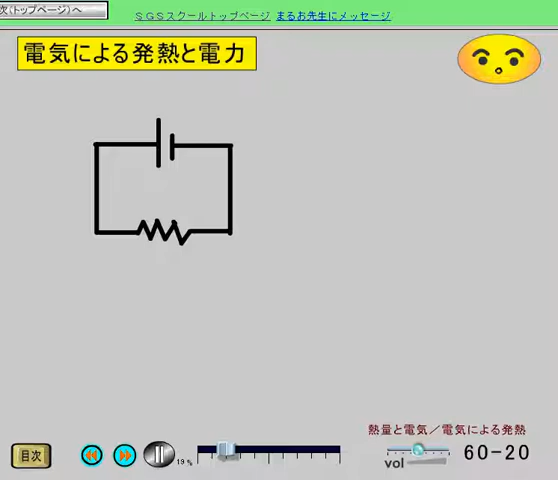 次(トップページ)へ
SGSスクールトップページ まるお先生にメッセージ
電気による発熱と電力
熱量と電気／電気による発熱
目次
19%
vol
60-20